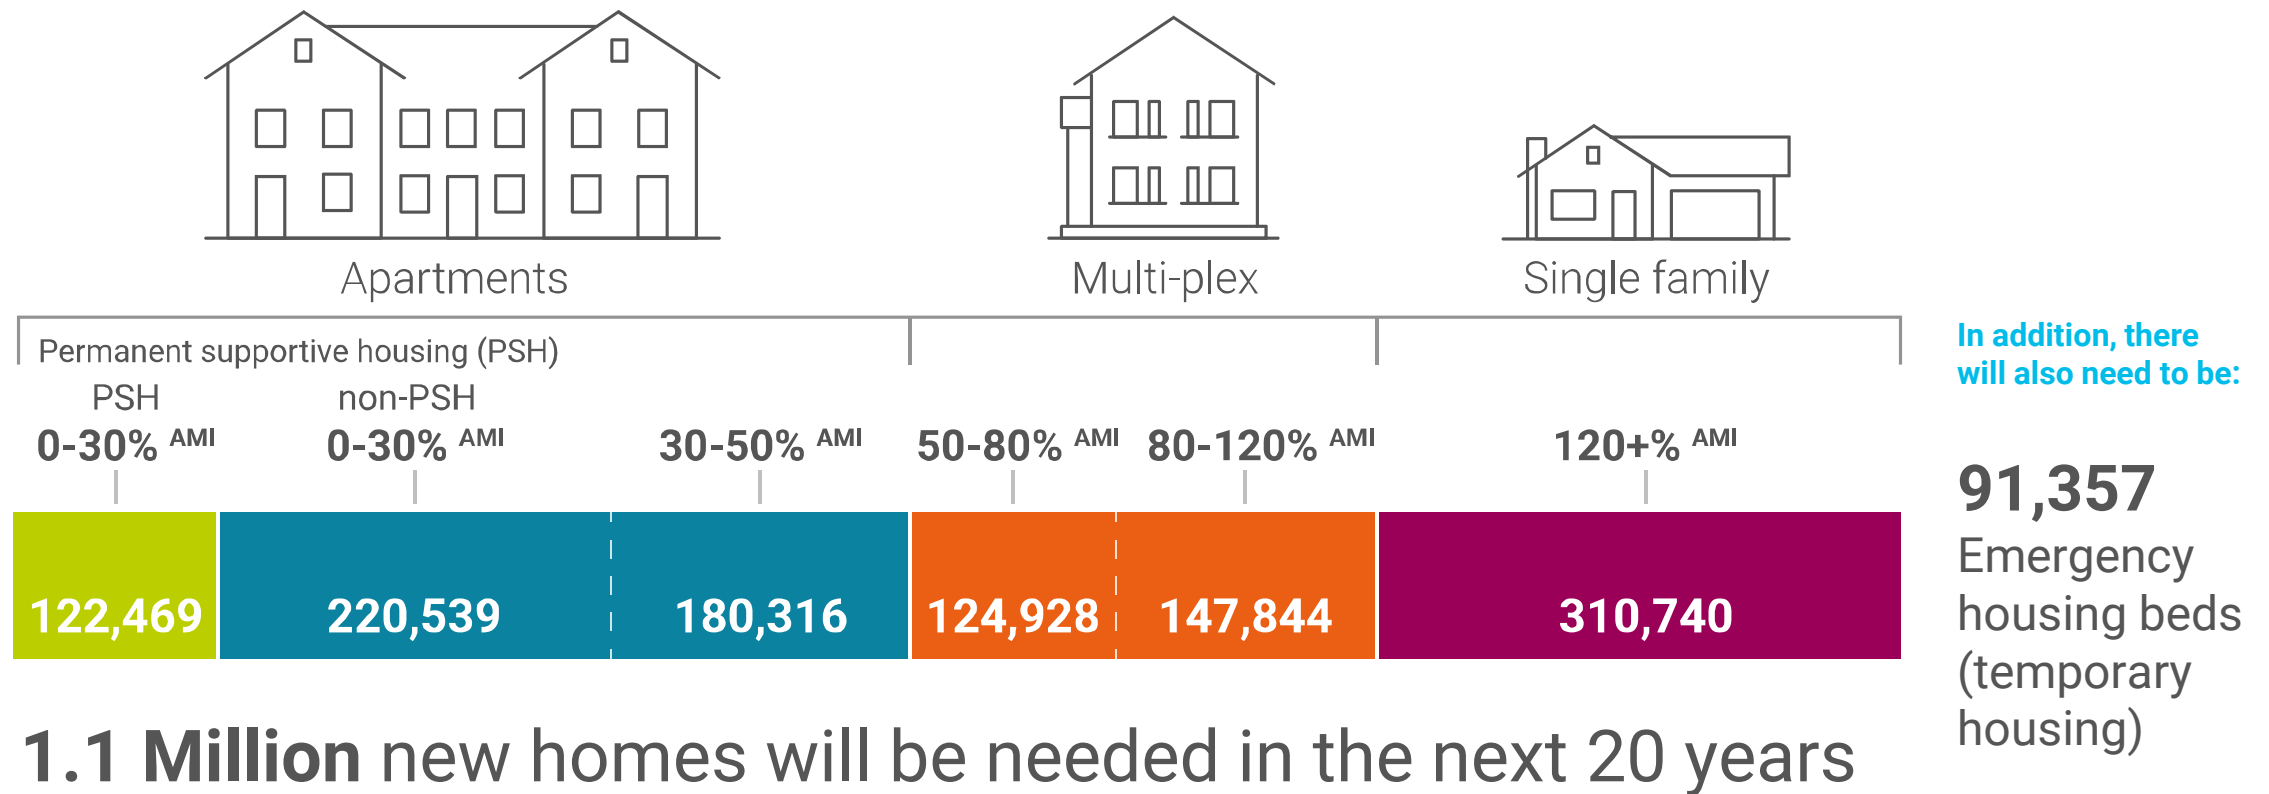 Apartments
Multi-plex
Single family
Permanent supportive housing (PSH)
PSH
0-30% AMI
non-PSH
0-30% AMI
30-50% AMI
50-80% AMI
80-120% AMI
120+% AMI
122,469
220,539
180,316
124,928
147,844
310,740
1.1 Million new homes will be needed in the next 20 years
In addition, there
will also need to be:
91,357
Emergency
housing beds
(temporary
housing)